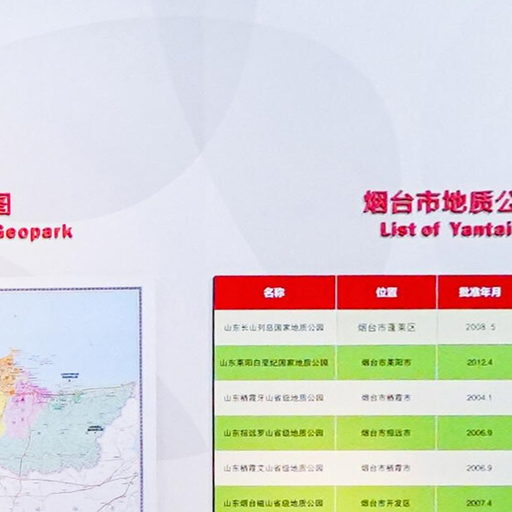 图
Geopark
烟台市地质公
List of Yantai
名称 位置 批准年月
山东长山列岛国家地质公园 烟台市蓬莱区 2008.5
山东莱阳白垩纪国家地质公园 烟台市莱阳市 2012.4
山东栖霞牙山省级地质公园 烟台市栖霞市 2004.1
山东招远罗山省级地质公园 烟台市招远市 2006.9
山东栖霞艾山省级地质公园 烟台市栖霞市 2006.9
山东烟台磁山省级地质公园 烟台市开发区 2007.4